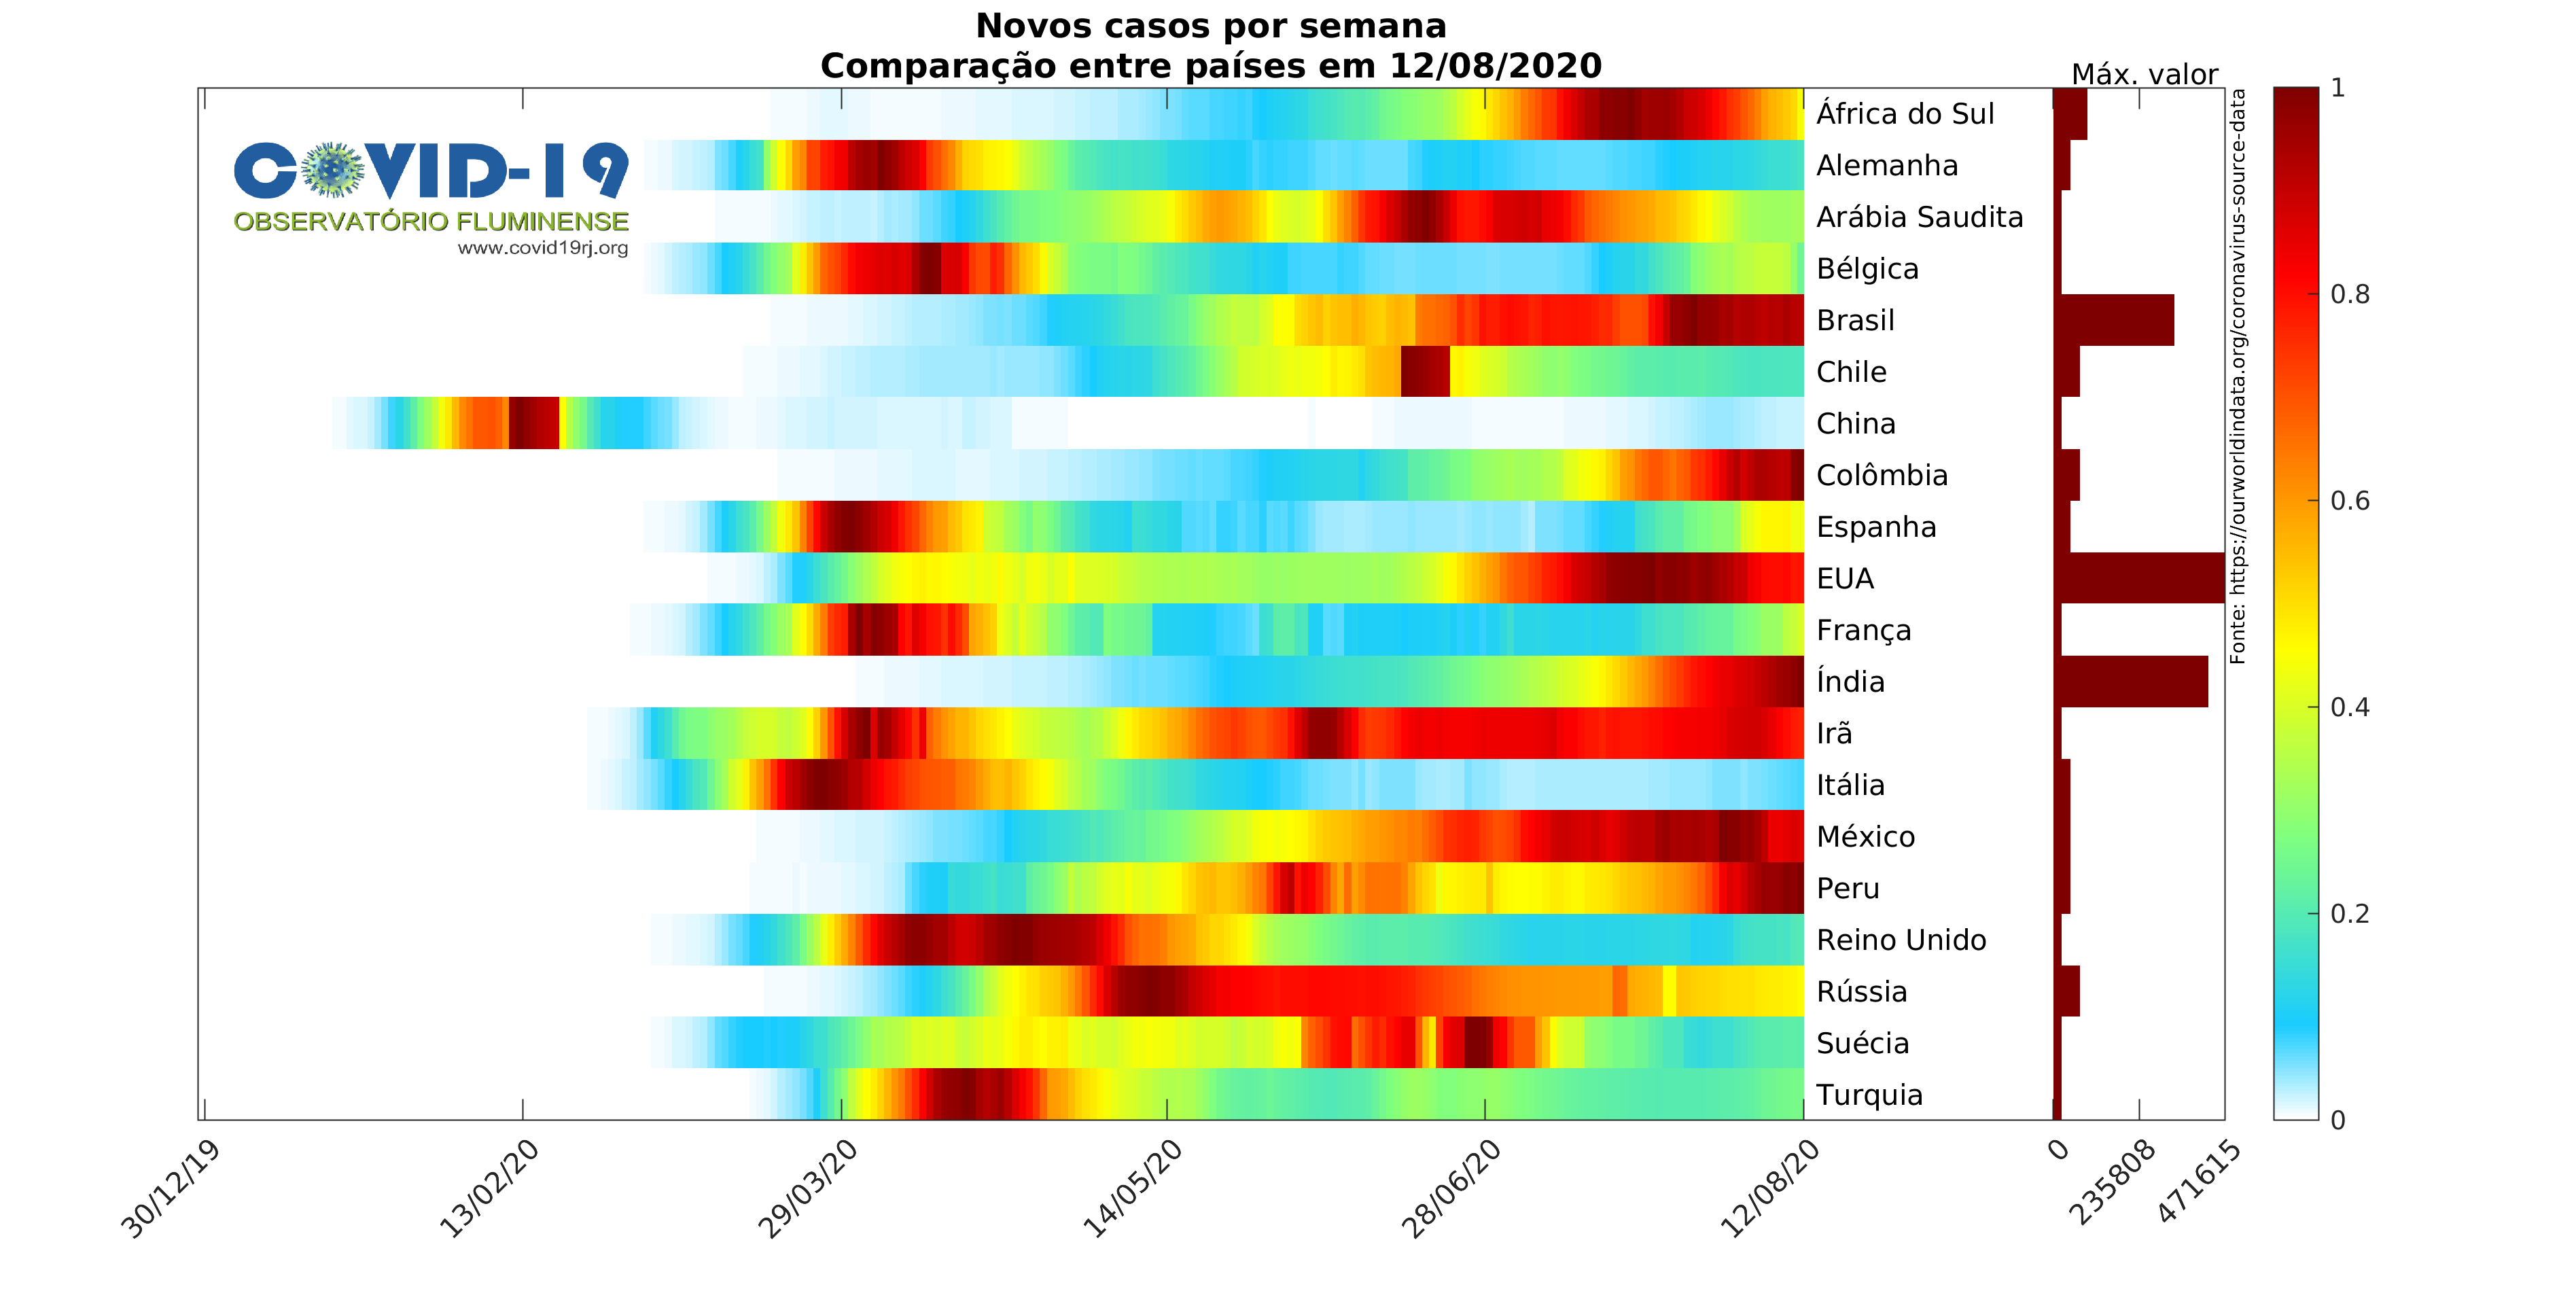 Novos casos por semana
Comparação entre países em 12/08/2020
Máx. valor
COVID-19
OBSERVATÓRIO FLUMINENSE
www.covid19rj.org
África do Sul
Alemanha
Arábia Saudita
Bélgica
Brasil
Chile
China
Colômbia
Espanha
EUA
França
Índia
Irã
Itália
México
Peru
Reino Unido
Rússia
Suécia
Turquia
30/12/19
13/02/20
29/03/20
14/05/20
28/06/20
12/08/20
0
235808
471615
Fonte: https://ourworldindata.org/coronavirus-source-data
1
0.8
0.6
0.4
0.2
0